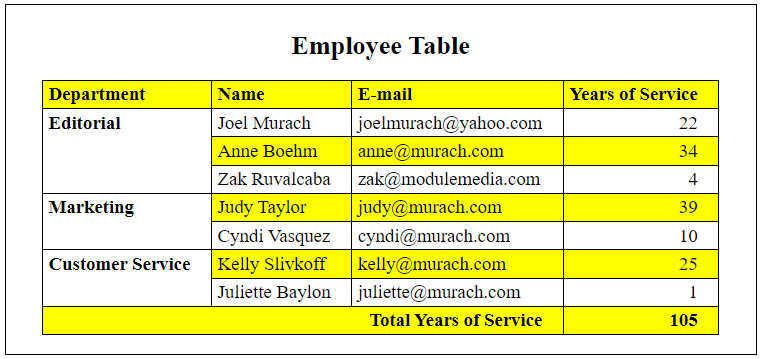 Employee Table
Department Name E-mail Years of Service
Editorial Joel Murach joelmurach@yahoo.com 22
Anne Boehm anne@murach.com 34
Zak Ruvalcaba zak@modulemedia.com 4
Marketing Judy Taylor judy@murach.com 39
Cyndi Vasquez cyndi@murach.com 10
Customer Service Kelly Slivkoff kelly@murach.com 25
Juliette Baylon juliette@murach.com 1
Total Years of Service 105